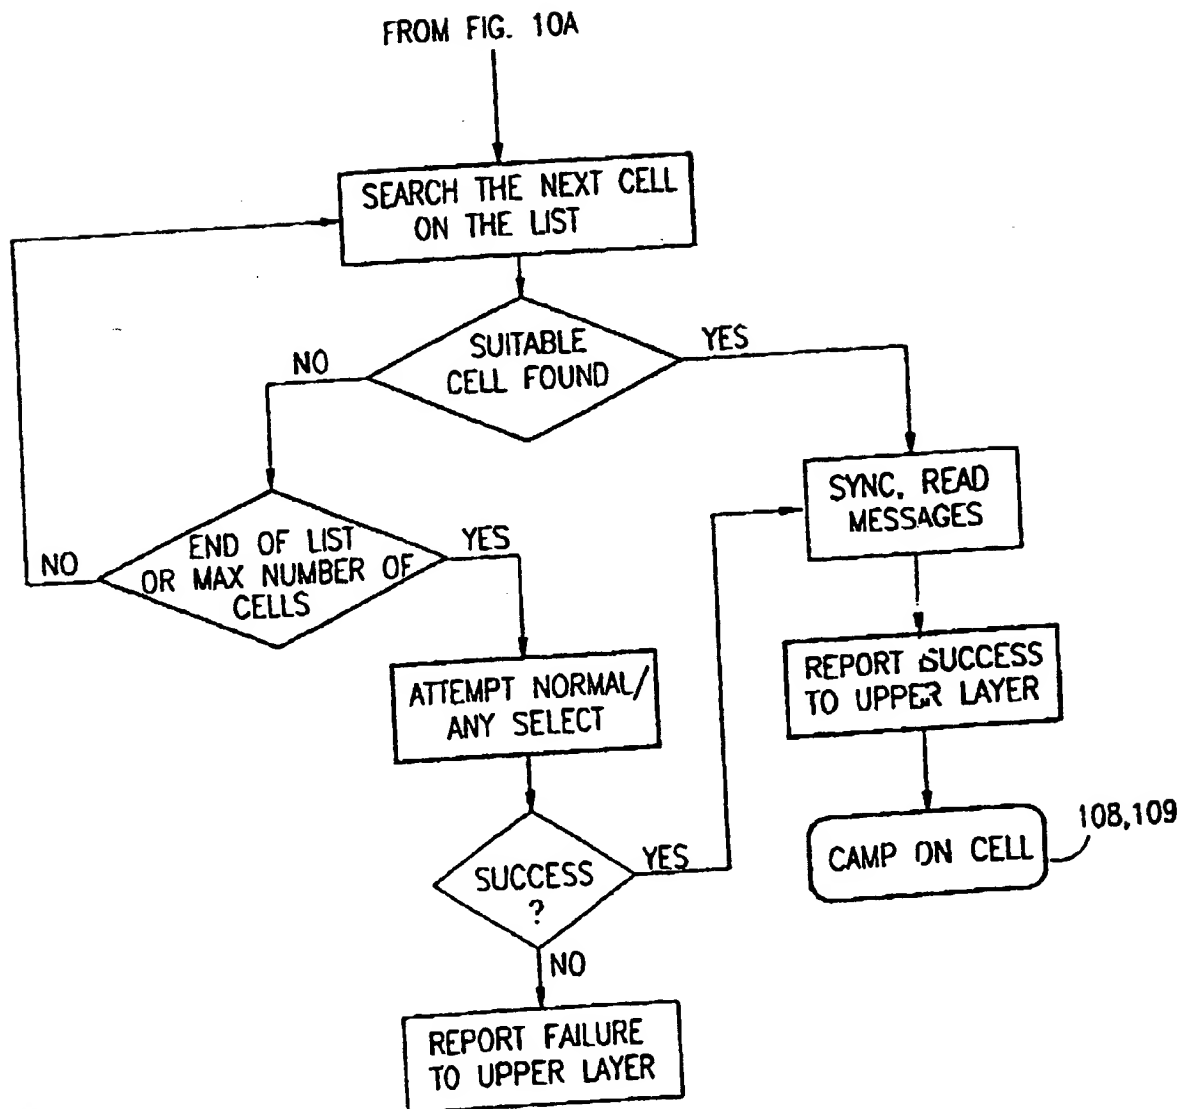 FROM FIG. 10A
SEARCH THE NEXT CELL
ON THE LIST
SUITABLE
CELL FOUND
NO
YES
SYNC. READ
MESSAGES
END OF LIST
OR MAX NUMBER OF
CELLS
NO
YES
REPORT SUCCESS
TO UPPER LAYER
ATTEMPT NORMAL/
ANY SELECT
CAMP ON CELL
108,109
SUCCESS
?
YES
NO
REPORT FAILURE
TO UPPER LAYER